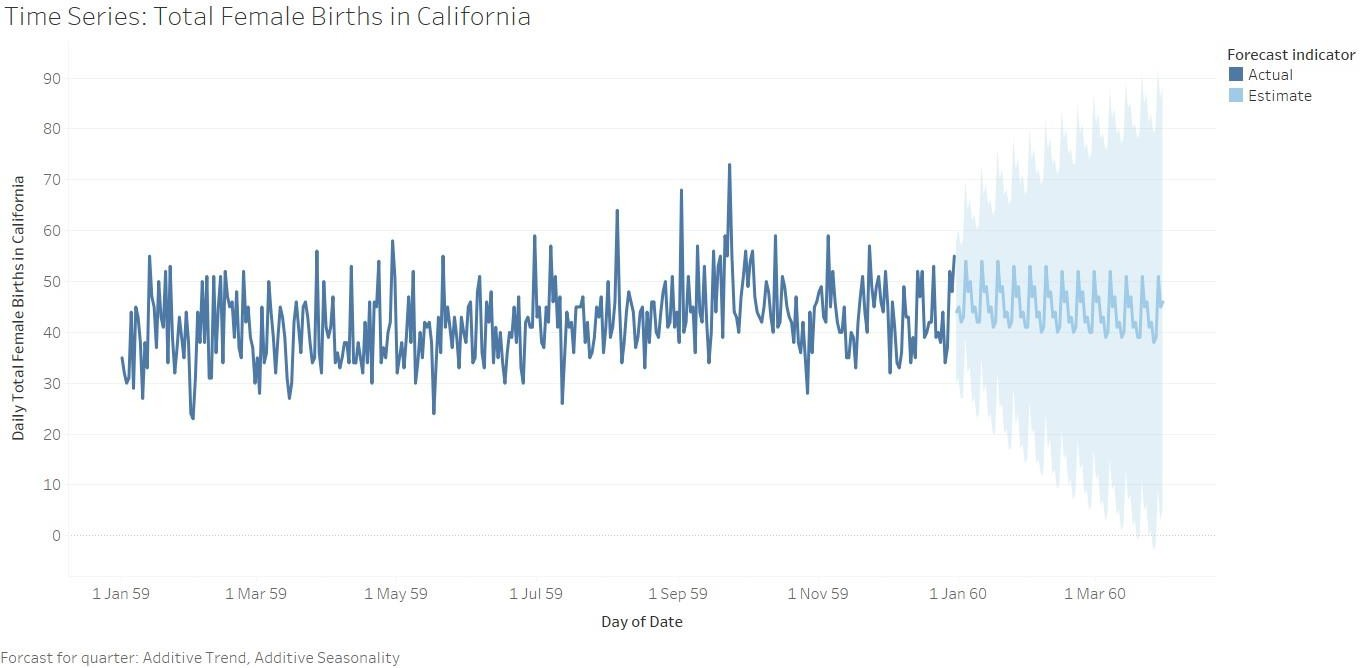 Time Series: Total Female Births in California
Forecast indicator
Actual
Estimate
Daily Total Female Births in California
90
80
70
60
50
40
30
20
10
0
1 Jan 59
1 Mar 59
1 May 59
1 Jul 59
1 Sep 59
1 Nov 59
1 Jan 60
1 Mar 60
Day of Date
Forcast for quarter: Additive Trend, Additive Seasonality